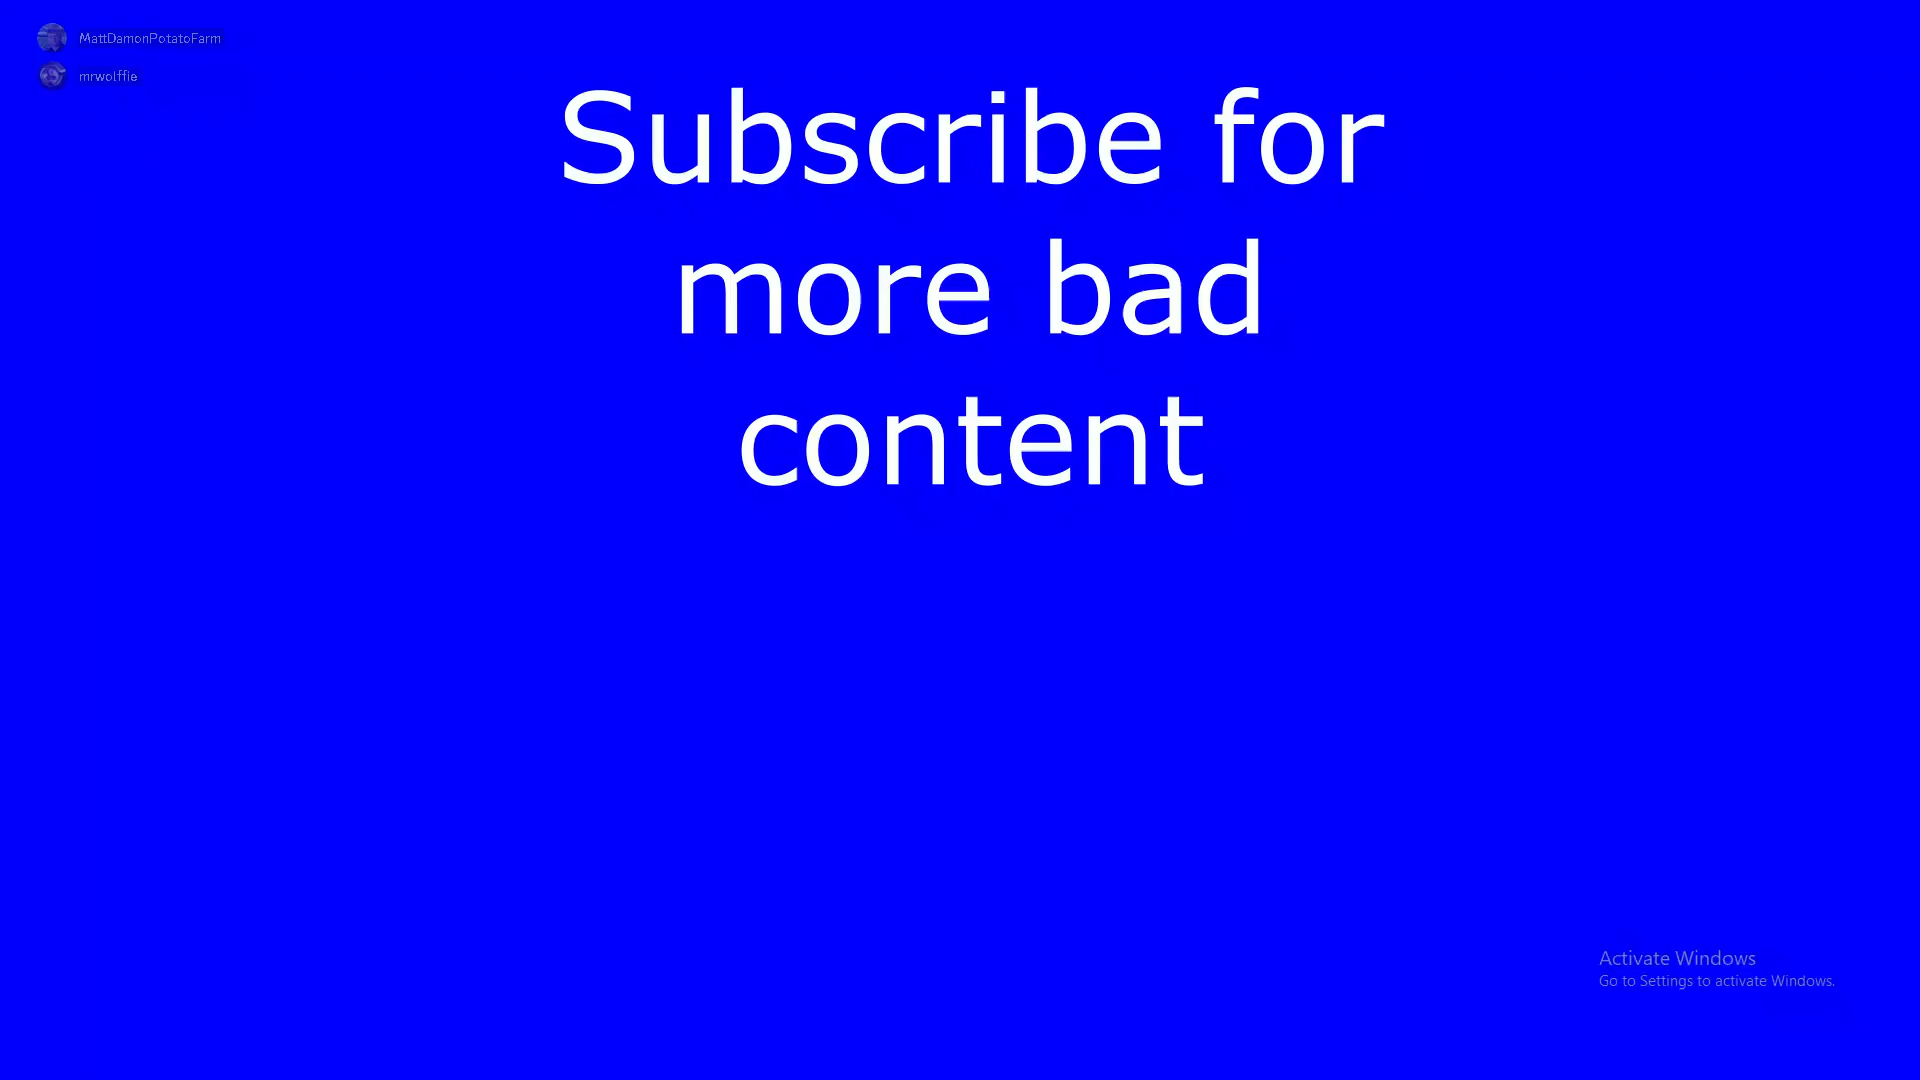 MattDamonPotatoFarm
mrwolffie
Subscribe for
more bad
content
Activate Windows
Go to Settings to activate Windows.